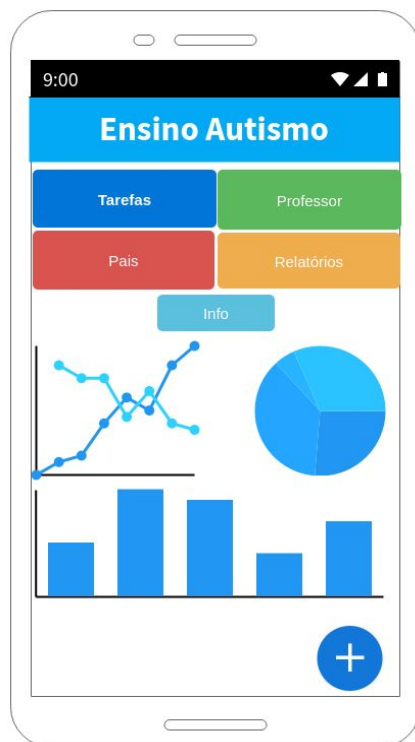 9:00
Ensino Autismo
Tarefas
Professor
Pais
Relatórios
Info